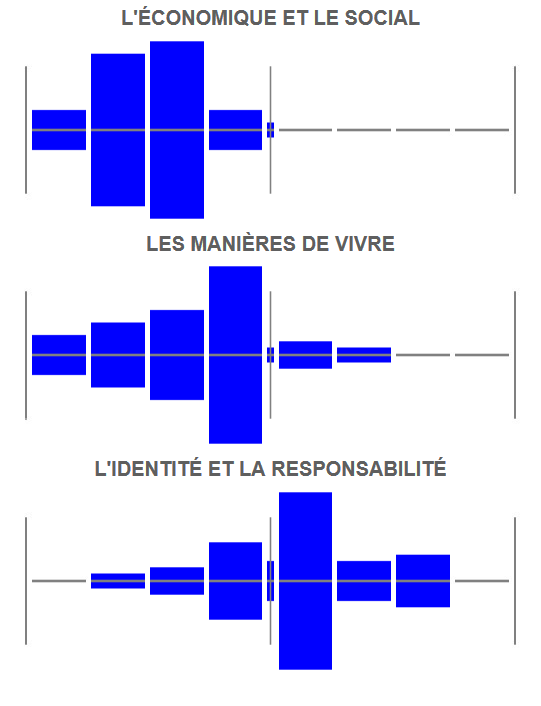 L'ÉCONOMIQUE ET LE SOCIAL
LES MANIÈRES DE VIVRE
L'IDENTITÉ ET LA RESPONSABILITÉ